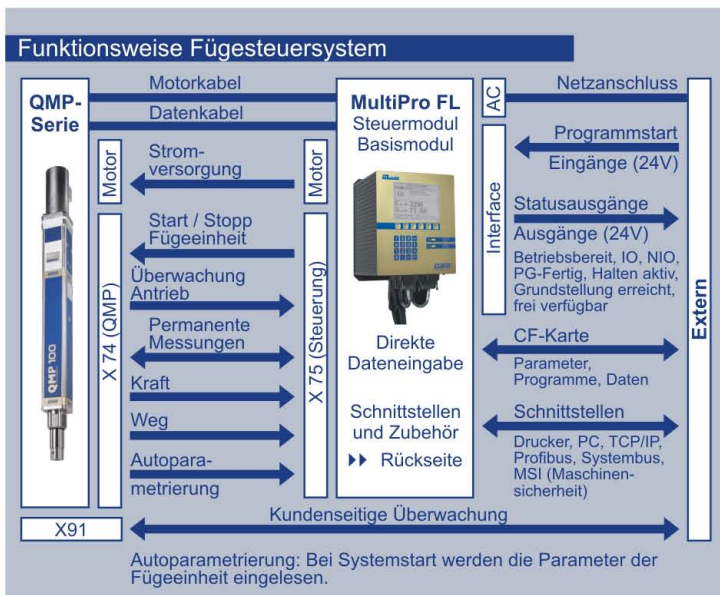 Funktionsweise Fügesteuersystem
QMP-
Serie
Motorkabel
Datenkabel
MultiPro FL
Steuermodul
Basismodul
AC
Netzanschluss
Motor
Strom-
versorgung
Motor
Interface
Programmstart
Eingänge (24V)
Start / Stopp
Fügeeinheit
Statusausgänge
Ausgänge (24V)
Betriebsbereit, IO, NIO,
PG-Fertig, Halten aktiv,
Grundstellung erreicht,
frei verfügbar
Überwachung
Antrieb
X 74 (QMP)
X 75 (Steuerung)
Extern
Permanente
Messungen
Direkte
Dateneingabe
CF-Karte
Parameter,
Programme, Daten
Kraft
Weg
Schnittstellen
und Zubehör
Rückseite
Schnittstellen
Drucker, PC, TCP/IP,
Profibus, Systembus,
MSI (Maschinen-
sicherheit)
Autopara-
metrierung
QMP 100
X91
Kundenseitige Überwachung
Autoparametrierung: Bei Systemstart werden die Parameter der
Fügeeinheit eingelesen.